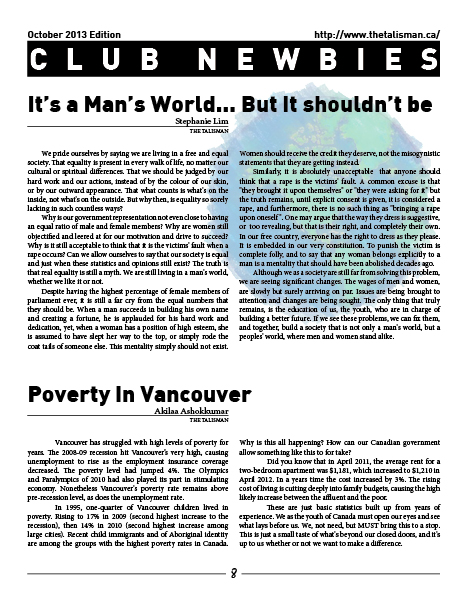 October 2013 Edition
http://www.thetalisman.ca/
CLUB NEWBIES
It's a Man's World... But It shouldn't be
Stephanie Lim
THE TALISMAN
We pride ourselves by saying we are living in a free and equal
society. That equality is present in every walk of life, no matter our
cultural or spiritual differences. That we should be judged by our
hard work and our actions, instead of by the colour of our skin,
or by our outward appearance. That what counts is what's on the
inside, not what's on the outside. But why then, is equality so sorely
lacking in such countless ways?
Why is our government representation not even close to having
an equal ratio of male and female members? Why are women still
objectified and leered at for our motivation and drive to succeed?
Why is it still acceptable to think that it is the victims' fault when a
rape occurs? Can we allow ourselves to say that our society is equal
and just when these statistics and opinions still exist? The truth is
that real equality is still a myth. We are still living in a man's world,
whether we like it or not.
Despite having the highest percentage of female members of
parliament ever, it is still a far cry from the equal numbers that
they should be. When a man succeeds in building his own name
and creating a fortune, he is applauded for his hard work and
dedication, yet, when a woman has a position of high esteem, she
is assumed to have slept her way to the top, or simply rode the
coat tails of someone else. This mentality simply should not exist.
Women should receive the credit they deserve, not the misogynistic
statements that they are getting instead.
Similarly, it is absolutely unacceptable that anyone should
think that a rape is the victims' fault. A common excuse is that
"they brought it upon themselves" or "they were asking for it" but
the truth remains, until explicit consent is given, it is considered a
rape, and furthermore, there is no such thing as "bringing a rape
upon oneself". One may argue that the way they dress is suggestive,
or too revealing, but that is their right, and completely their own.
In our free country, everyone has the right to dress as they please.
It is embedded in our very constitution. To punish the victim is
complete folly, and to say that any woman belongs explicitly to a
man is a mentality that should have been abolished decades ago.
Although we as a society are still far from solving this problem,
we are seeing significant changes. The wages of men and women,
are slowly but surely arriving on par. Issues are being brought to
attention and changes are being sought. The only thing that truly
remains, is the education of us, the youth, who are in charge of
building a better future. If we see these problems, we can fix them,
and together, build a society that is not only a man's world, but a
peoples' world, where men and women stand alike.
Poverty In Vancouver
Akilaa Ashokkumar
THE TALISMAN
Vancouver has struggled with high levels of poverty for
years. The 2008-09 recession hit Vancouver's very high, causing
unemployment to rise as the employment insurance coverage
decreased. The poverty level had jumped 4%. The Olympics
and Paralympics of 2010 had also played its part in stimulating
economy. Nonetheless Vancouver's poverty rate remains above
pre-recession level, as does the unemployment rate.
In 1995, one-quarter of Vancouver children lived in
poverty. Rising to 17% in 2009 (second highest increase to the
recession), then 14% in 2010 (second highest increase among
large cities). Recent child immigrants and of Aboriginal identity
are among the groups with the highest poverty rates in Canada.
Why is this all happening? How can our Canadian government
allow something like this to for take?
Did you know that in April 2011, the average rent for a
two-bedroom apartment was $1,181, which increased to $1,210 in
April 2012. In a years time the cost increased by 3%. The rising
cost of living is cutting deeply into family budgets, causing the high
likely increase between the affluent and the poor.
These are just basic statistics built up from years of
experience. We as the youth of Canada must open our eyes and see
what lays before us. We, not need, but MUST bring this to a stop.
This is just a small taste of what's beyond our closed doors, and it's
up to us whether or not we want to make a difference.